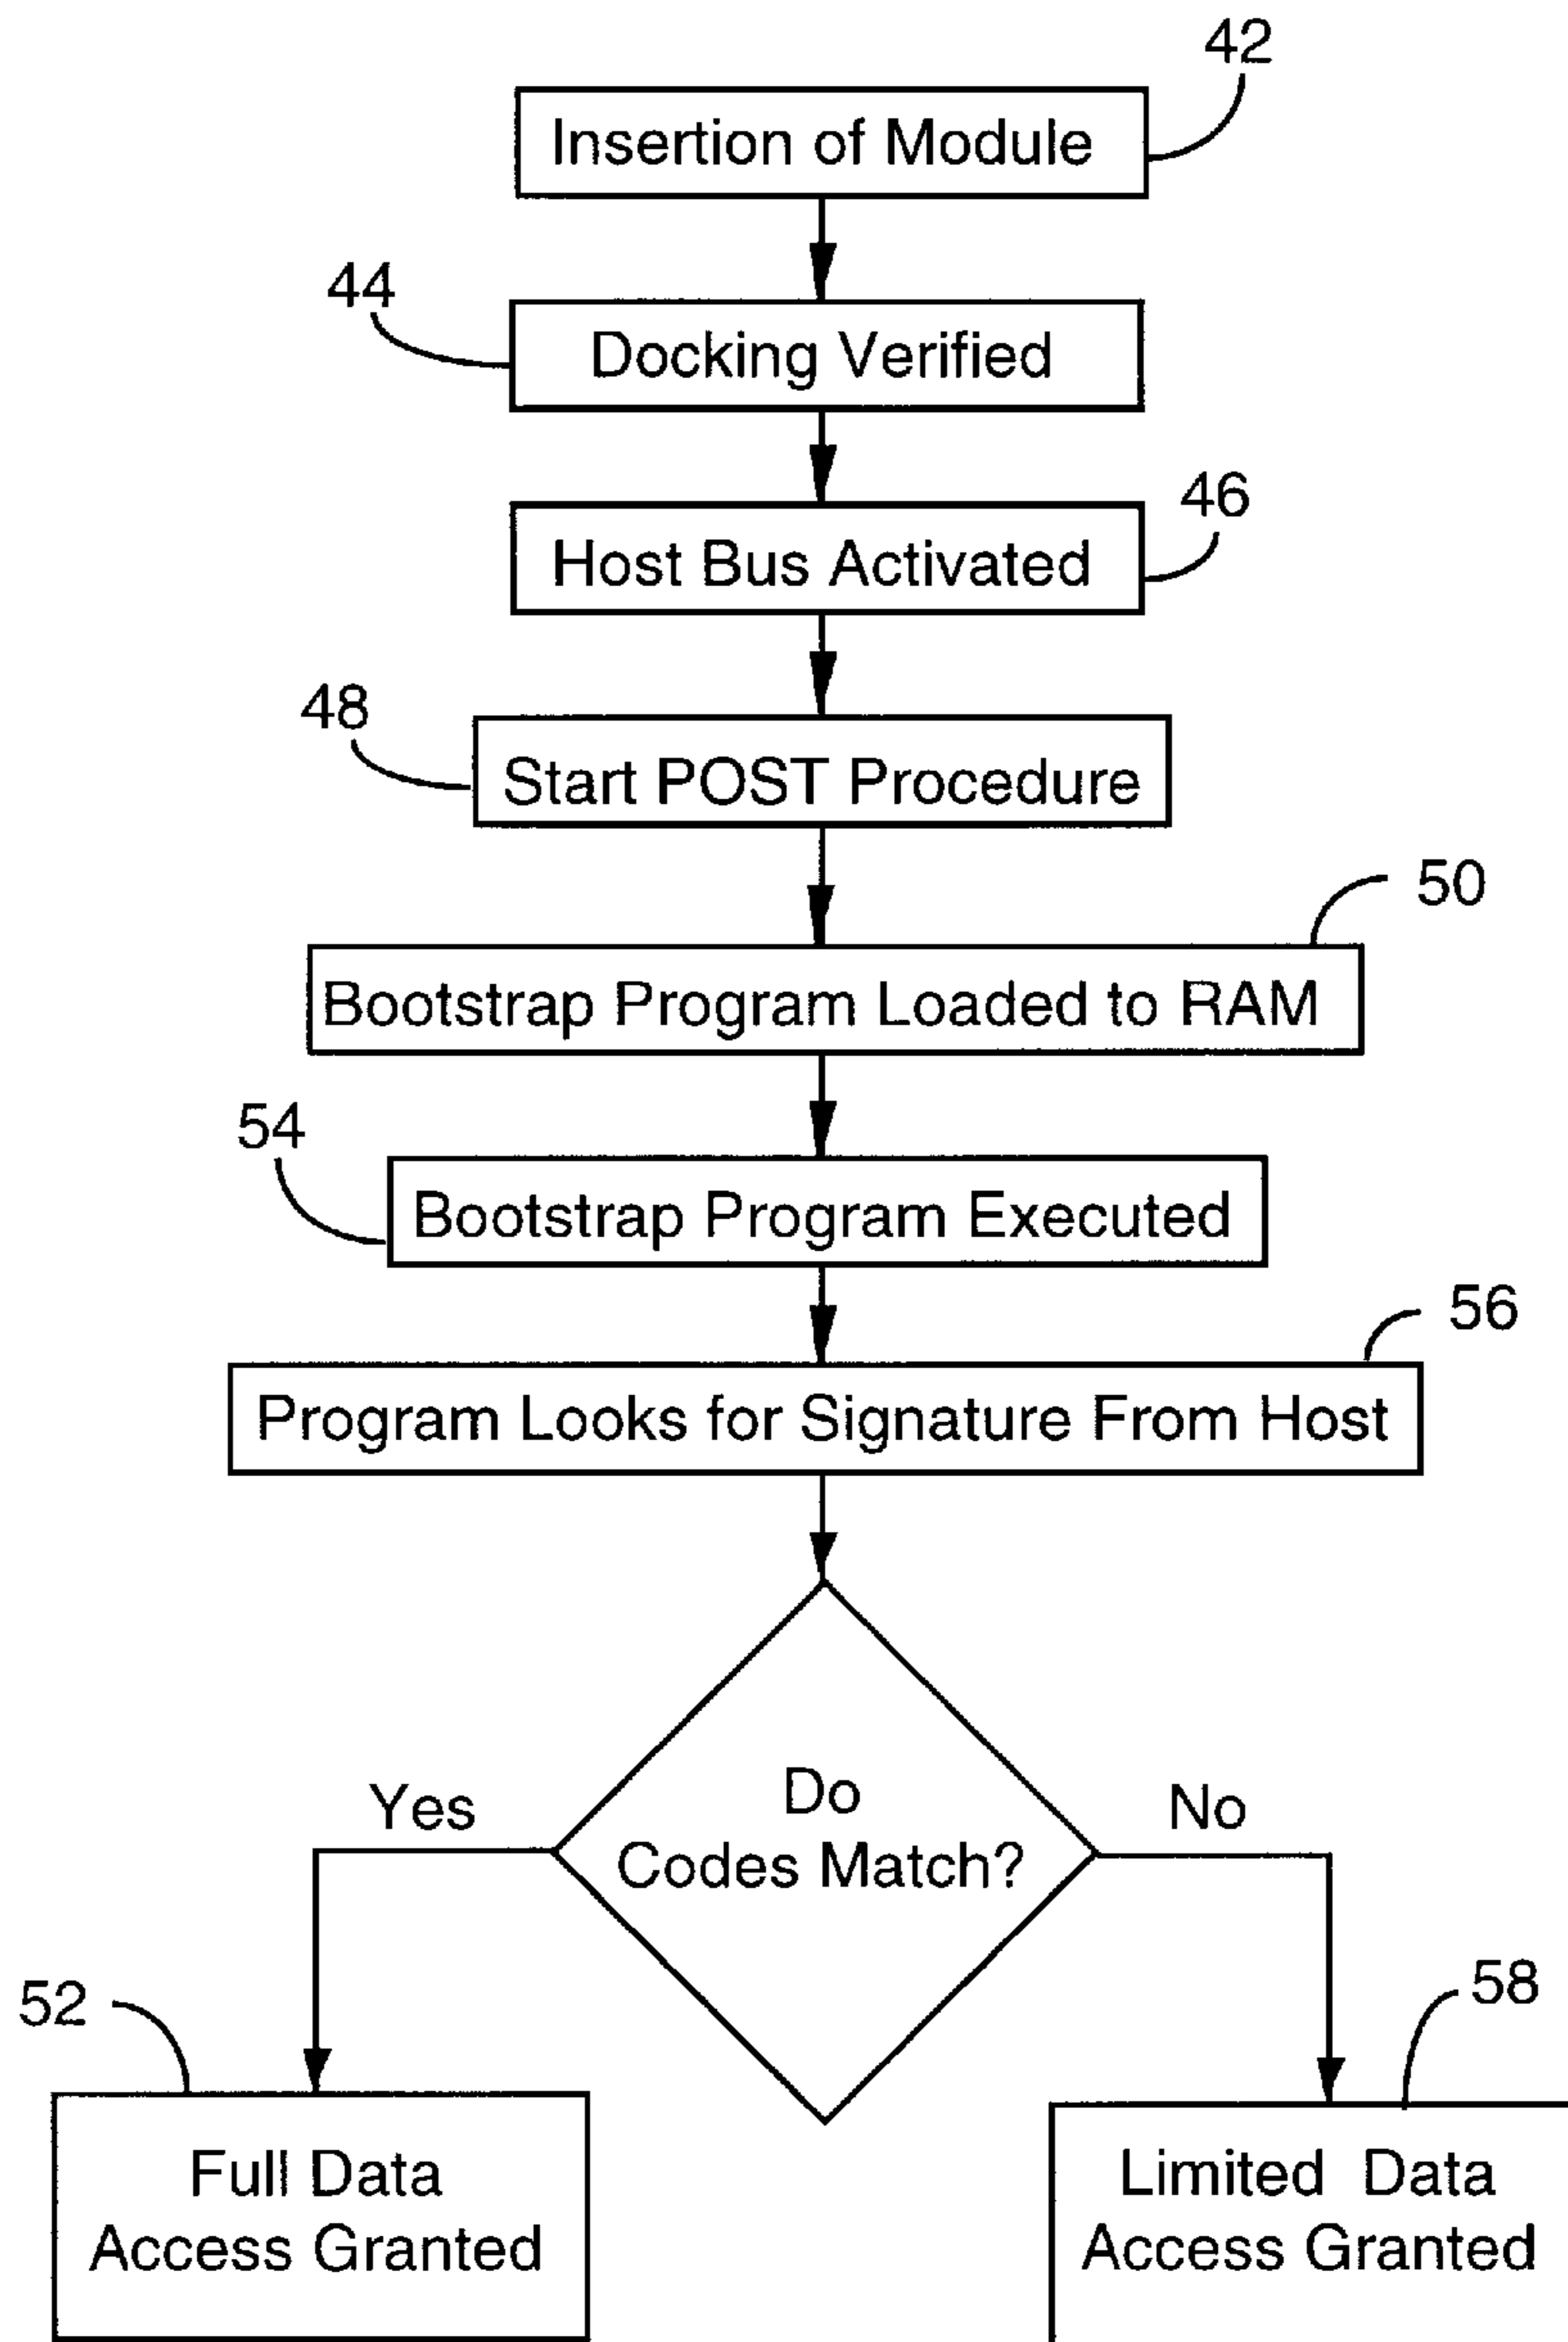 42
Insertion of Module
44
Docking Verified
46
Host Bus Activated
48
Start POST Procedure
50
Bootstrap Program Loaded to RAM
54
Bootstrap Program Executed
56
Program Looks for Signature From Host
Do
Codes Match?
Yes
No
52
58
Full Data
Access Granted
Limited Data
Access Granted